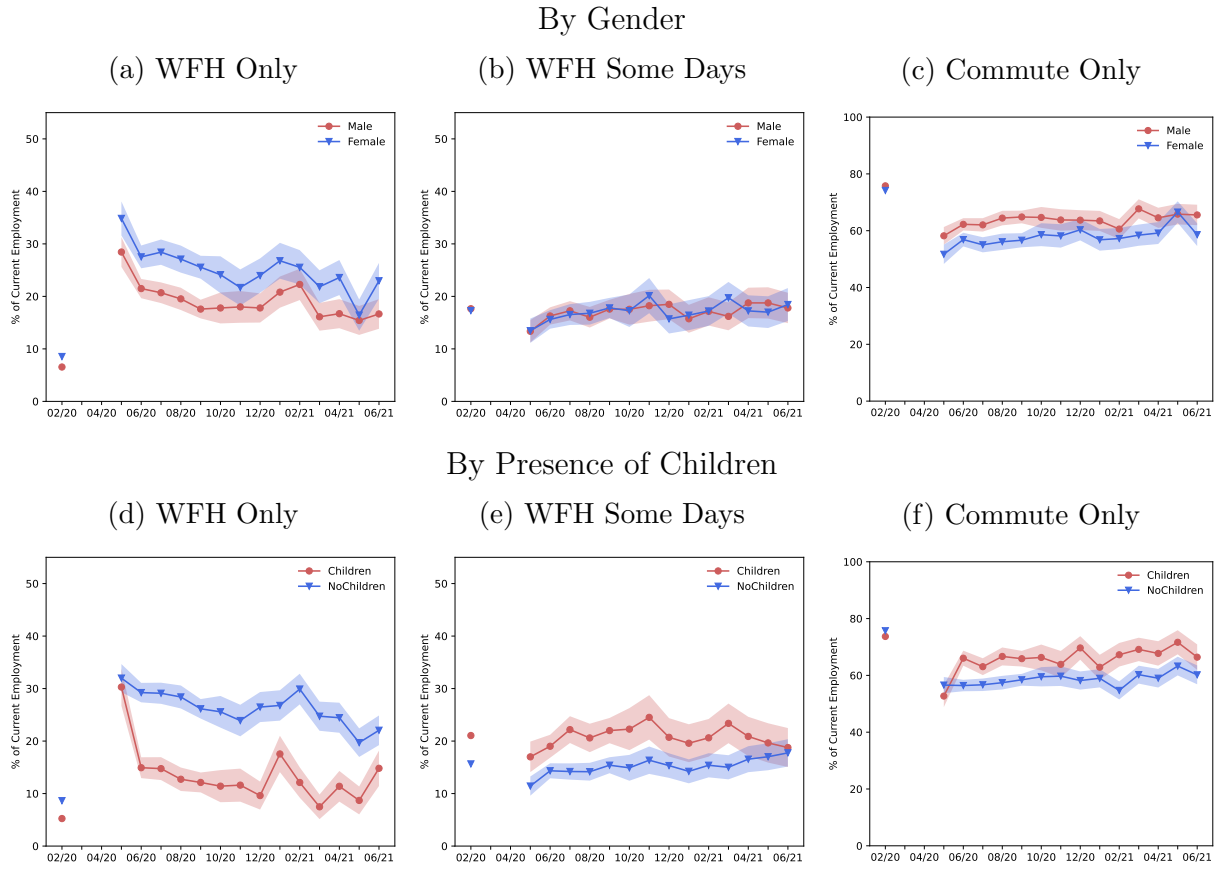 By Gender
(a) WFH Only
(b) WFH Some Days
(c) Commute Only
% of Current Employment
50
40
30
20
10
0
02/20 04/20 06/20 08/20 10/20 12/20 02/21 04/21 06/21
Male
Female
% of Current Employment
50
40
30
20
10
0
02/20 04/20 06/20 08/20 10/20 12/20 02/21 04/21 06/21
Male
Female
% of Current Employment
100
80
60
40
20
0
02/20 04/20 06/20 08/20 10/20 12/20 02/21 04/21 06/21
Male
Female
By Presence of Children
(d) WFH Only
(e) WFH Some Days
(f) Commute Only
% of Current Employment
50
40
30
20
10
0
02/20 04/20 06/20 08/20 10/20 12/20 02/21 04/21 06/21
Children
NoChildren
% of Current Employment
50
40
30
20
10
0
02/20 04/20 06/20 08/20 10/20 12/20 02/21 04/21 06/21
Children
NoChildren
% of Current Employment
100
80
60
40
20
0
02/20 04/20 06/20 08/20 10/20 12/20 02/21 04/21 06/21
Children
NoChildren